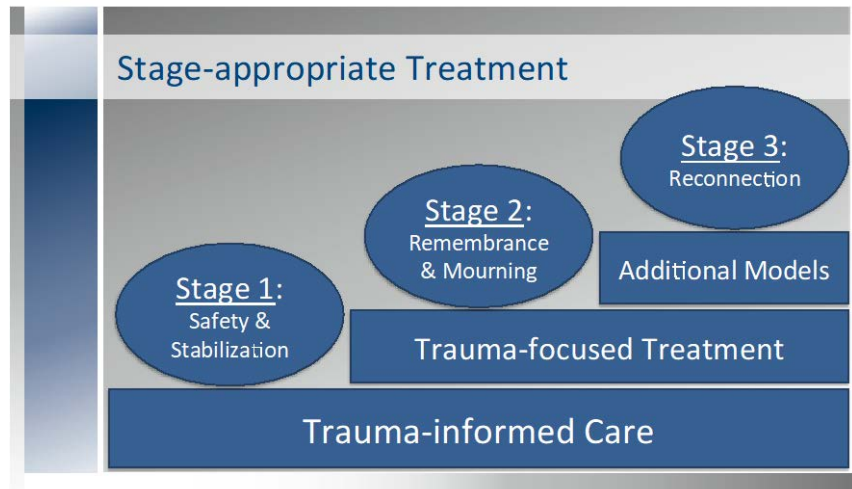 Stage-appropriate Treatment
Stage 1:
Safety &
Stabilization
Stage 2:
Remembrance
& Mourning
Stage 3:
Reconnection
Additional Models
Trauma-focused Treatment
Trauma-informed Care